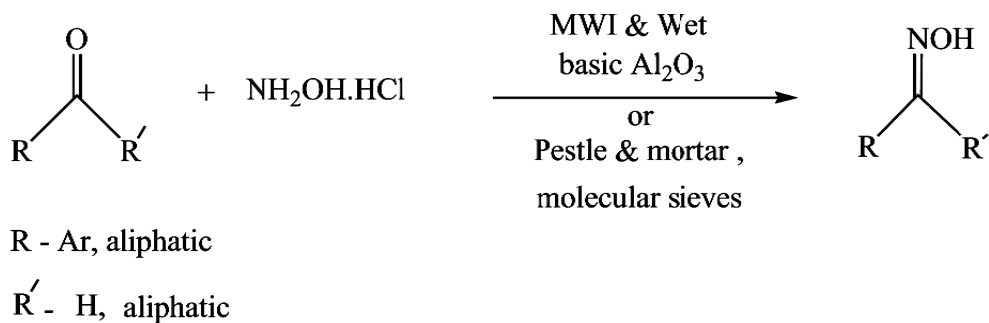 O
R
R′
+
NH₂OH.HCl
MWI & Wet
basic Al₂O₃
or
Pestle & mortar ,
molecular sieves
NOH
R
R′
R - Ar, aliphatic
R′ - H, aliphatic